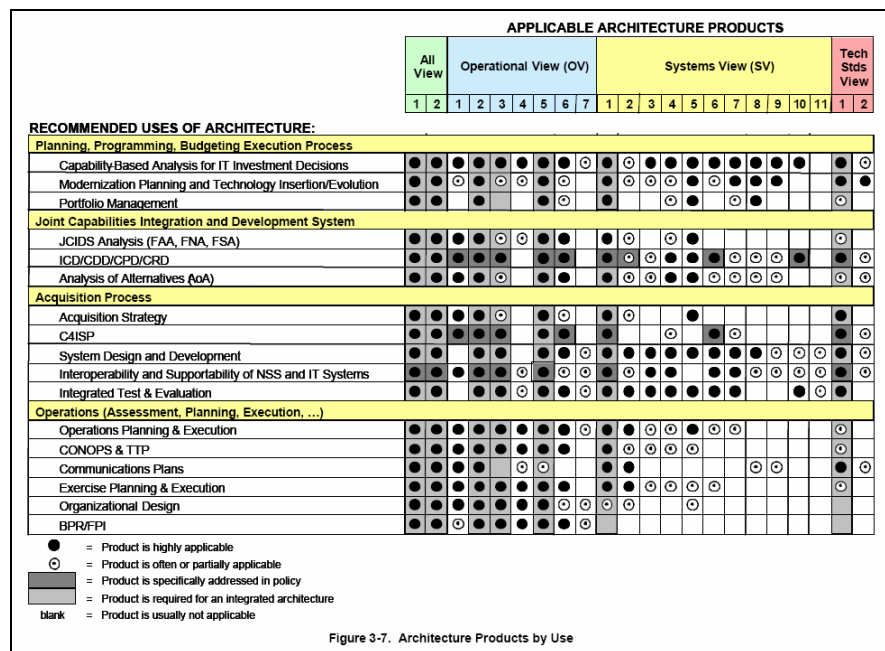 APPLICABLE ARCHITECTURE PRODUCTS
All View Operational View (OV) Systems View (SV) Tech Stds View
1 2 1 2 3 4 5 6 7 1 2 3 4 5 6 7 8 9 10 11 1 2
RECOMMENDED USES OF ARCHITECTURE:
Planning, Programming, Budgeting Execution Process
Capability-Based Analysis for IT Investment Decisions
Modernization Planning and Technology Insertion/Evolution
Portfolio Management
Joint Capabilities Integration and Development System
JCIDS Analysis (FAA, FNA, FSA)
ICD/CDD/CPD/CRD
Analysis of Alternatives (AoA)
Acquisition Process
Acquisition Strategy
C4ISP
System Design and Development
Interoperability and Supportability of NSS and IT Systems
Integrated Test & Evaluation
Operations (Assessment, Planning, Execution, …)
Operations Planning & Execution
CONOPS & TTP
Communications Plans
Exercise Planning & Execution
Organizational Design
BPR/FPI
= Product is highly applicable
= Product is often or partially applicable
= Product is specifically addressed in policy
= Product is required for an integrated architecture
blank = Product is usually not applicable
Figure 3-7. Architecture Products by Use